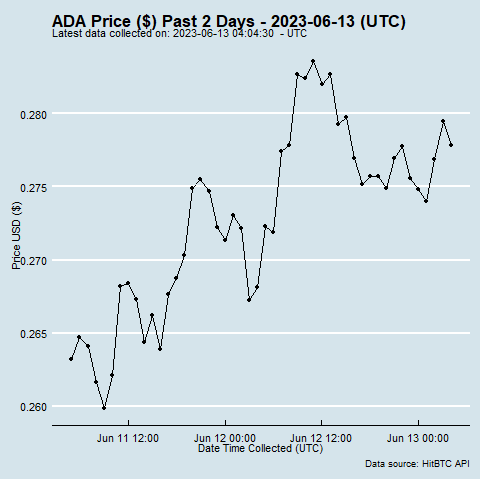 ADA Price ($) Past 2 Days - 2023-06-13 (UTC)
Latest data collected on: 2023-06-13 04:04:30 - UTC
0.280
0.275
0.270
0.265
0.260
Price USD ($)
Jun 11 12:00
Jun 12 00:00
Jun 12 12:00
Jun 13 00:00
Date Time Collected (UTC)
Data source: HitBTC API